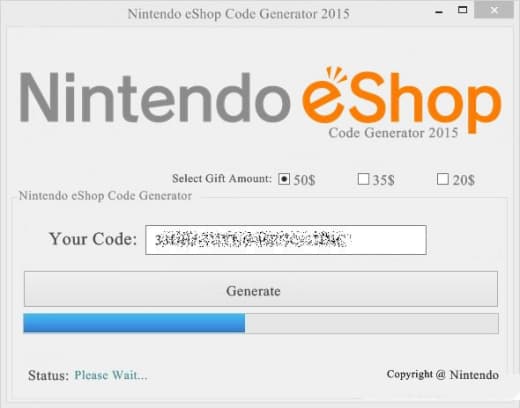 Nintendo eShop Code Generator 2015
Nintendo eShop
Code Generator 2015
Select Gift Amount: 50$ 35$ 20$
Nintendo eShop Code Generator
Your Code:
Generate
Status: Please Wait...
Copyright @ Nintendo